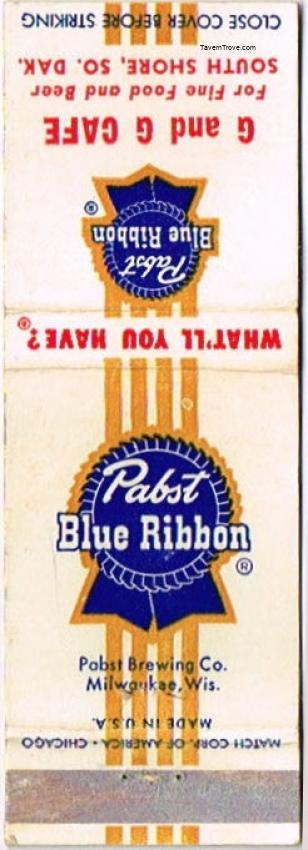 CLOSE COVER BEFORE STRIKING
TavernTrove.com
SOUTH SHORE, SO. DAK.
For Fine Food and Beer
G and G CAFE
Pabst
Blue Ribbon ®
WHAT'LL YOU HAVE? ®
Pabst
Blue Ribbon
®
Pabst Brewing Co.
Milwaukee, Wis.
MADE IN U.S.A.
MATCH CORP. OF AMERICA • CHICAGO